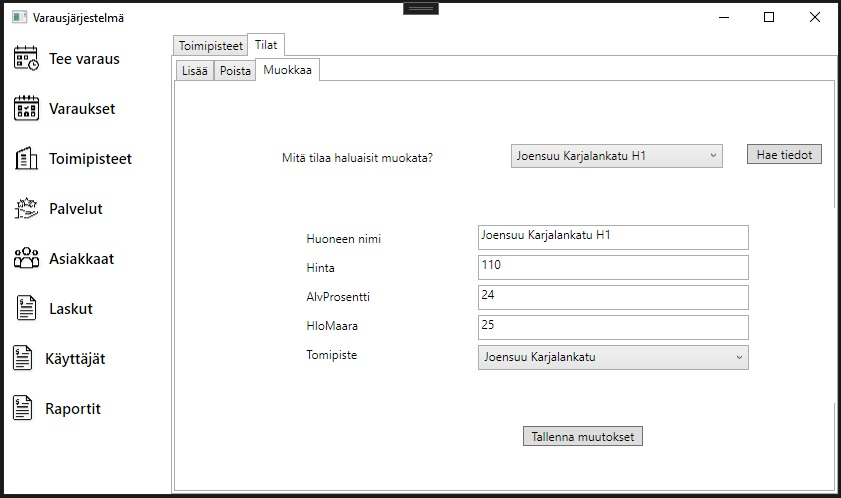 Varausjärjestelmä
Tee varaus
Varaukset
Toimipisteet
Palvelut
Asiakkaat
Laskut
Käyttäjät
Raportit
Toimipisteet Tilat
Lisää Poista Muokkaa
Mitä tilaa haluaisit muokata? Joensuu Karjalankatu H1 Hae tiedot
Huoneen nimi Joensuu Karjalankatu H1
Hinta 110
AlvProsentti 24
HloMaara 25
Tomipiste Joensuu Karjalankatu
Tallenna muutokset